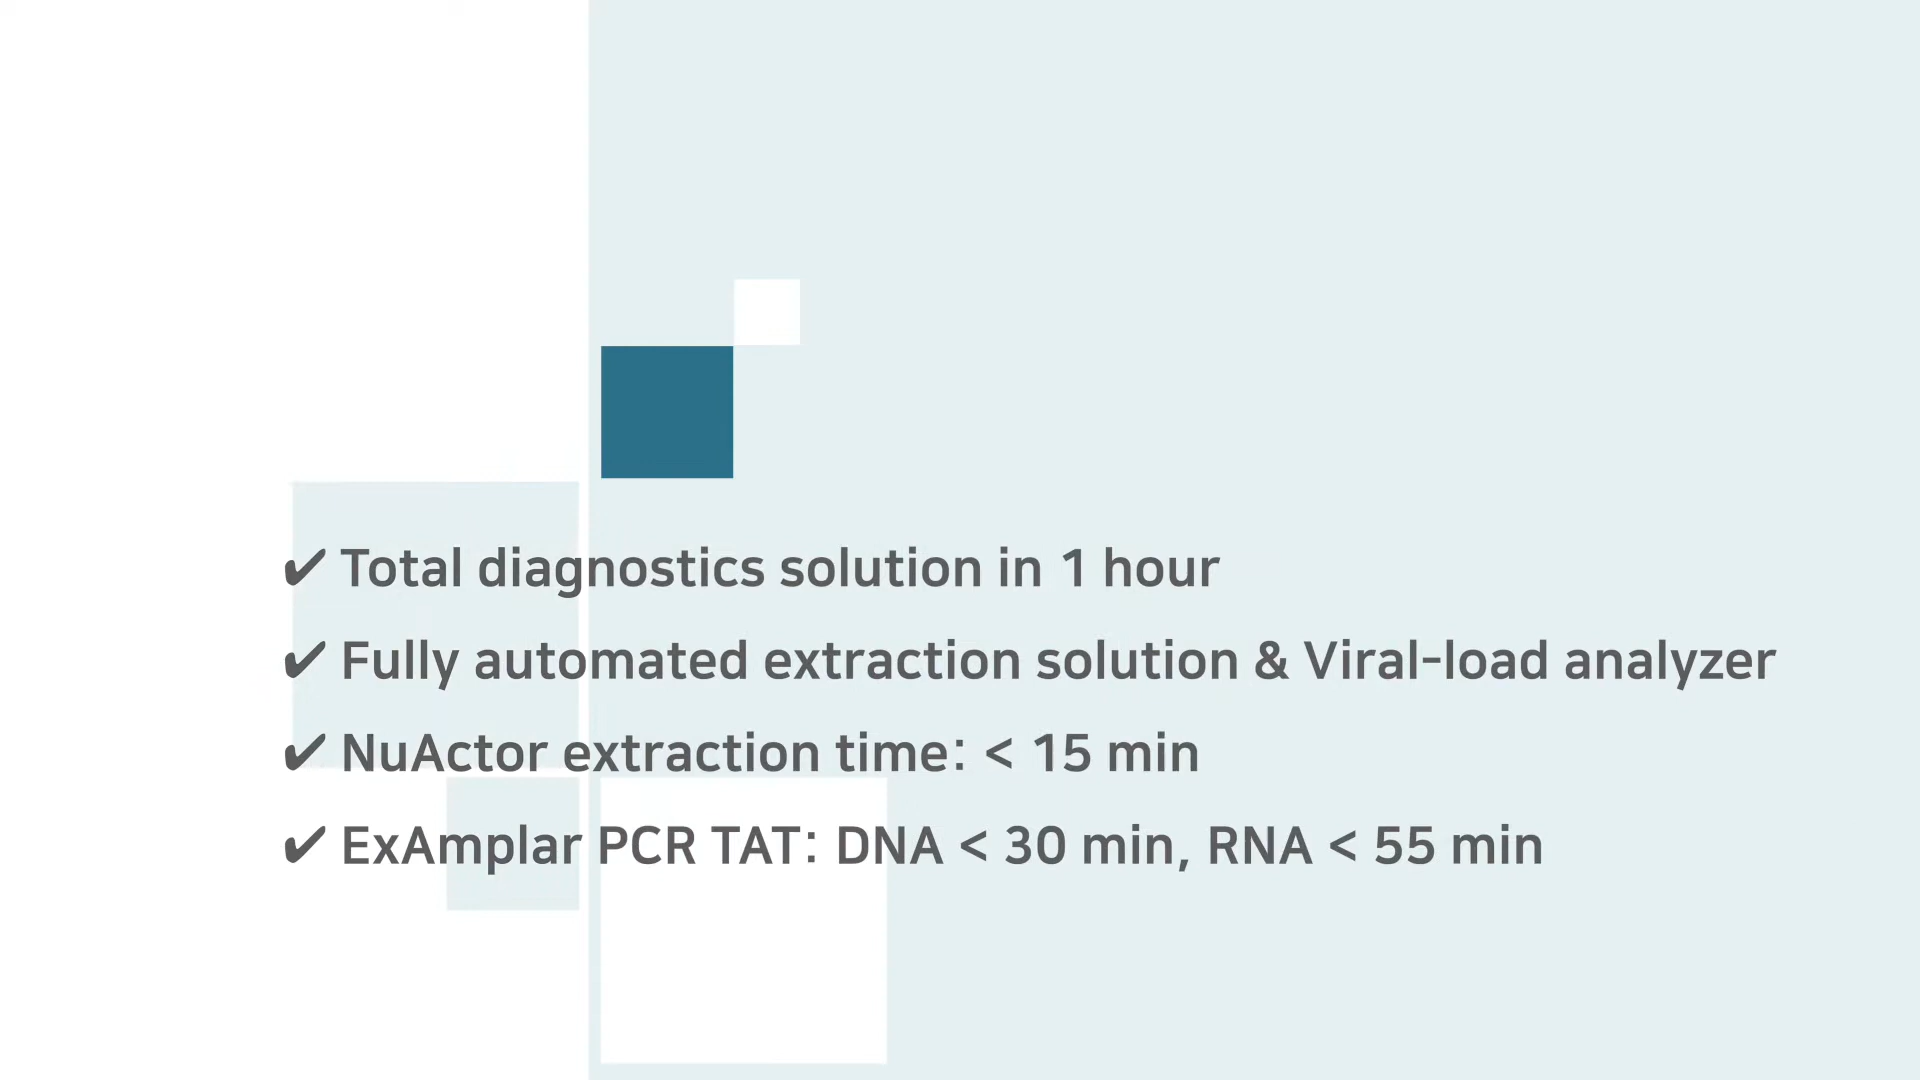 ✔ Total diagnostics solution in 1 hour
✔ Fully automated extraction solution & Viral-load analyzer
✔ NuActor extraction time: < 15 min
✔ ExAmplar PCR TAT: DNA < 30 min, RNA < 55 min